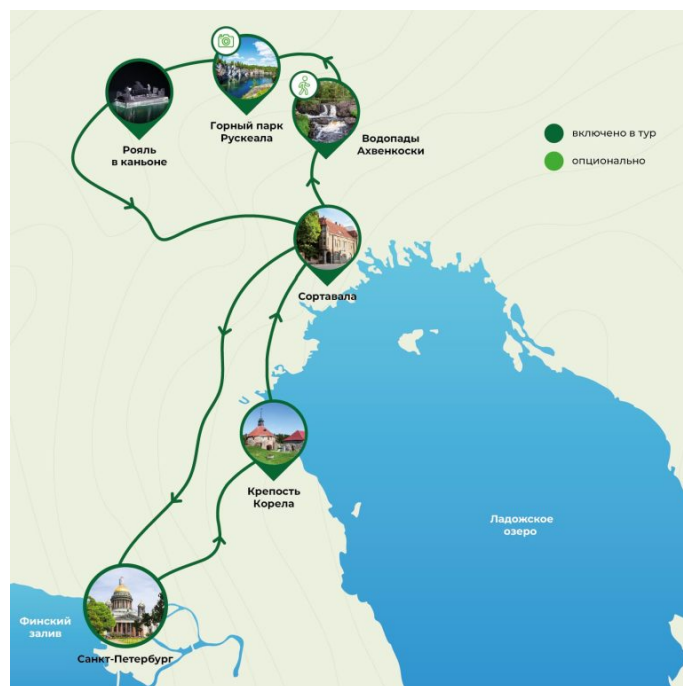 Рояль
в каньоне
Горный парк
Рускеала
Водопады
Ахвенкоски
включено в тур
опционально
Сортавала
Крепость
Корела
Ладожское
озеро
Финский
залив
Санкт-Петербург